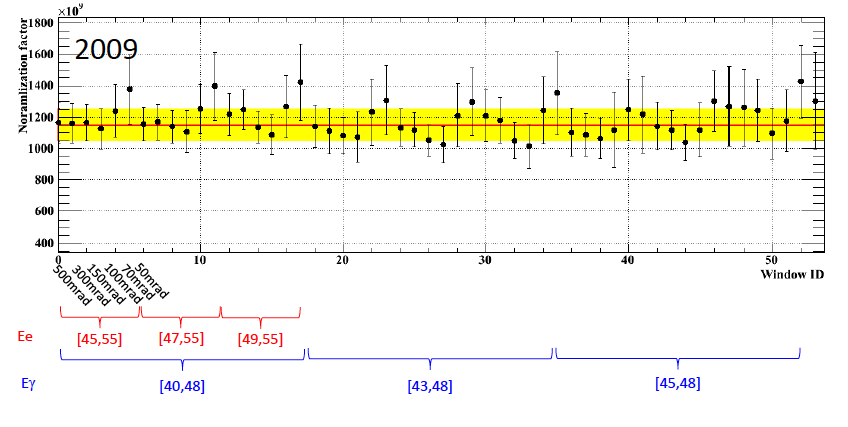 ×10⁹
2009
Noramlization factor
1800
1600
1400
1200
1000
800
600
400
0 10 20 30 40 50
Window ID
500mrad
300mrad
150mrad
100mrad
70mrad
50mrad
Ee [45,55] [47,55] [49,55]
Eγ [40,48] [43,48] [45,48]